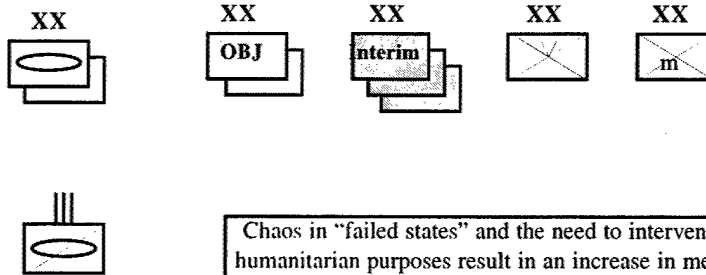 XX XX XX XX XX
OBJ Interim m
Chaos in “failed states” and the need to interven
humanitarian purposes result in an increase in me